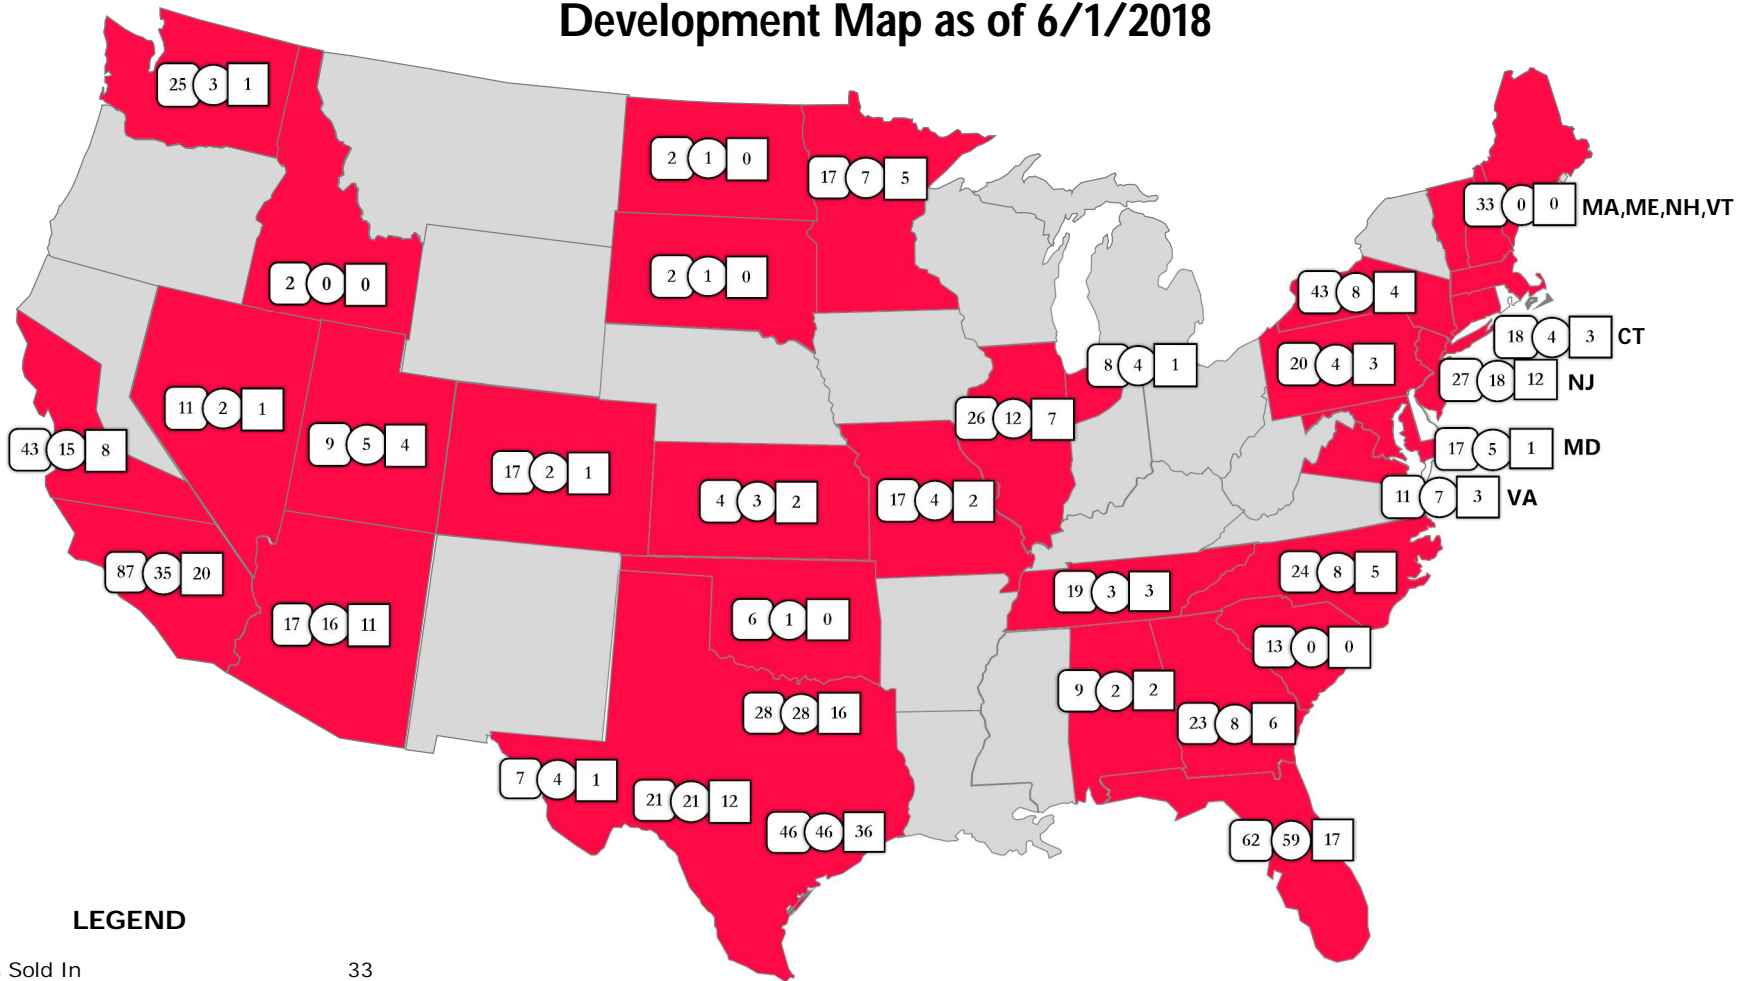 Development Map as of 6/1/2018
25 3 1
2 1 0
17 7 5
33 0 0 MA,ME,NH,VT
2 1 0
2 0 0
43 8 4
18 4 3 CT
8 4 1
20 4 3
27 18 12 NJ
11 2 1
26 12 7
43 15 8
9 5 4
17 5 1 MD
17 2 1
4 3 2
17 4 2
11 7 3 VA
87 35 20
24 8 5
19 3 3
17 16 11
6 1 0
13 0 0
9 2 2
28 28 16
23 8 6
7 4 1
21 21 12
46 46 36
62 59 17
LEGEND
Sold In 33